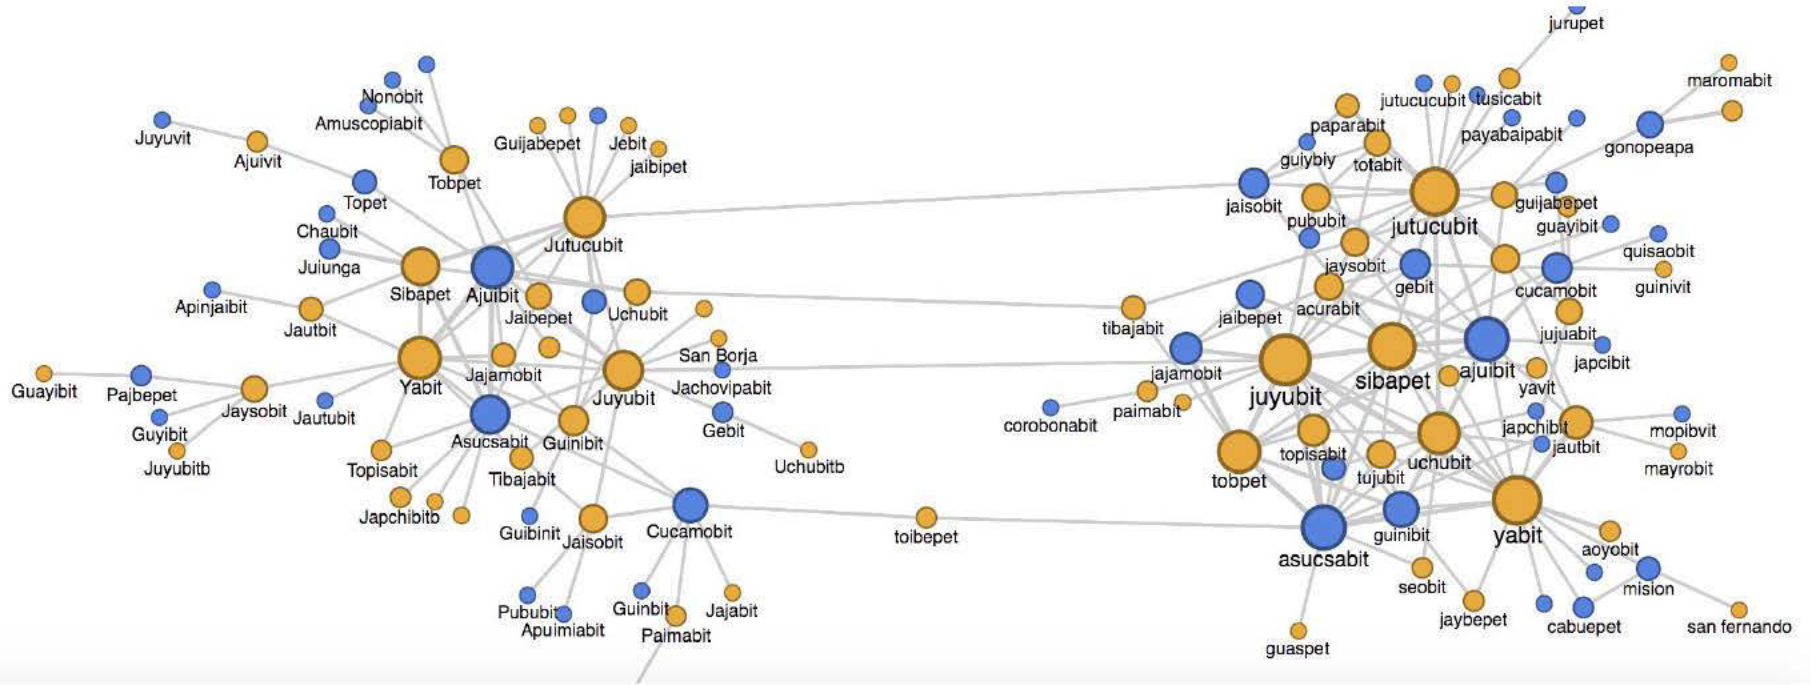 jurupet
maromabit
Nonobit
jutucucubit
tusicabit
Amuscopiabit
paparabit
payabaipabit
Juyuvit
Guijabepet
Jebit
gonopeapa
Ajuivit
jaibipet
guiybiy
totabit
Tobpet
Topet
jaisobit
guijabepet
Chaubit
pububit
jutucubit
guayibit
Jutucubit
quisaobit
Juiunga
jaysobit
Sibapet
Ajuibit
gebit
cucamobit
guinivit
Apinjaibit
Jaibepet
Uchubit
acurabit
jaibepet
Jautbit
tibajabit
jujuabit
San Borja
japcibit
Jajamobit
jajamobit
sibapet
ajuibit
Guayibit
Pajbepet
Yabit
Juyubit
Jachovipabit
juyubit
yavit
Jaysobit
Jautubit
paimabit
Guyibit
Asucsabit
Guinibit
Gebit
corobonabit
japchibit
mopibvit
Juyubitb
Topisabit
Uchubitb
topisabit
uchubit
jautbit
mayrobit
Tibajabit
tobpet
tujubit
Japchibitb
Guibinit
Jaisobit
Cucamobit
toibepet
guinibit
yabit
asucsabit
aoyobit
seobit
mision
Pububit
Guinbit
Jajabit
jaybepet
cabuepet
san fernando
Apuimiabit
Paimabit
guaspet